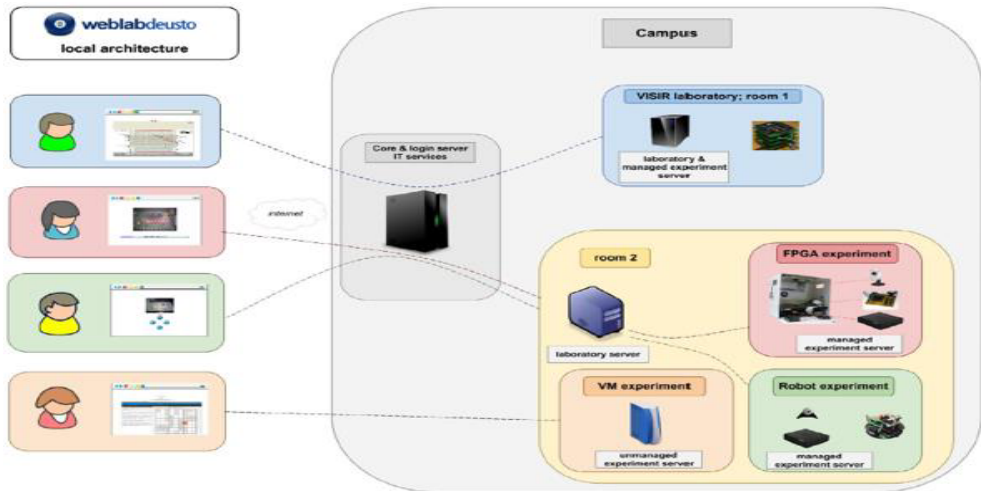 weblabdeusto
local architecture
Campus
VISIR laboratory; room 1
laboratory &
managed experiment
server
Core & login server
IT services
internet
room 2
laboratory server
FPGA experiment
managed
experiment server
VM experiment
unmanaged
experiment server
Robot experiment
managed
experiment server